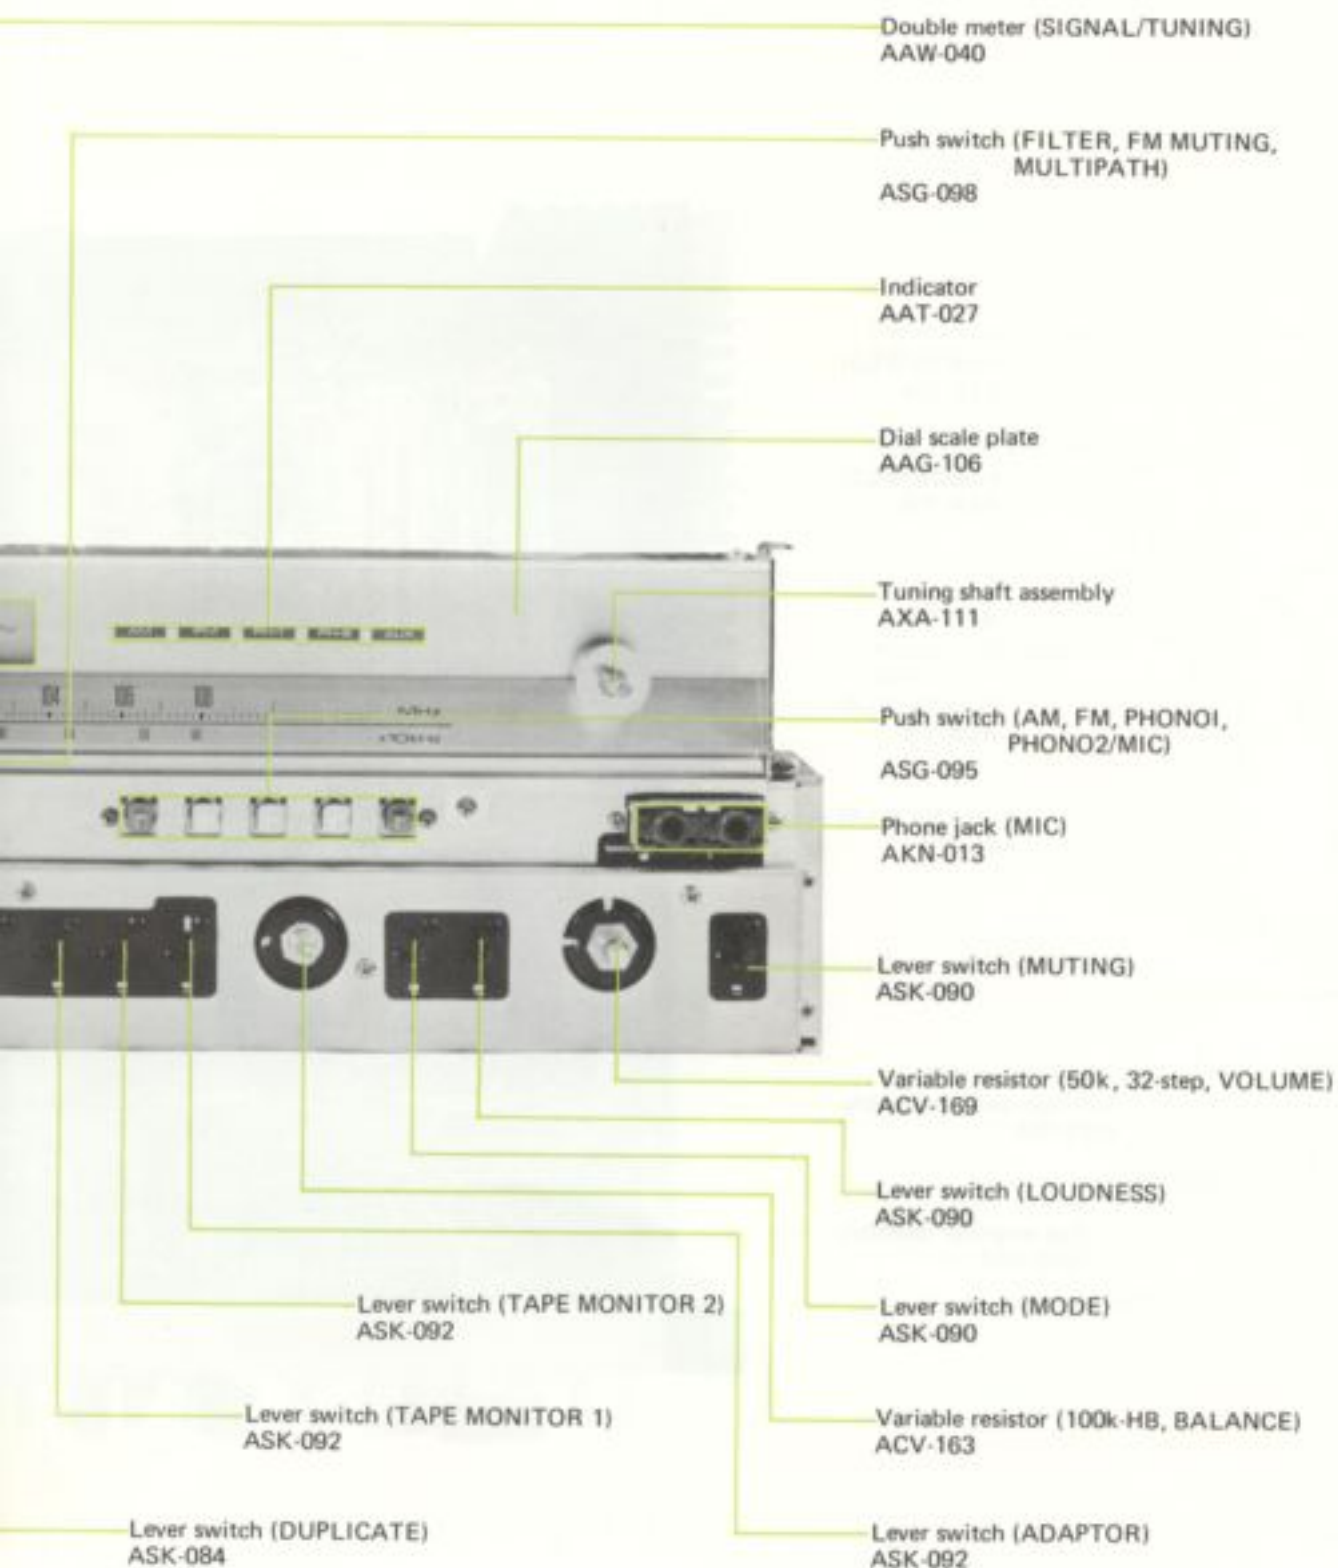 Double meter (SIGNAL/TUNING)
AAW-040
Push switch (FILTER, FM MUTING,
MULTIPATH)
ASG-098
Indicator
AAT-027
Dial scale plate
AAG-106
Tuning shaft assembly
AXA-111
104 106 108
MHz
Push switch (AM, FM, PHONO1,
PHONO2/MIC)
ASG-095
Phone jack (MIC)
AKN-013
Lever switch (MUTING)
ASK-090
Variable resistor (50k, 32-step, VOLUME)
ACV-169
Lever switch (LOUDNESS)
ASK-090
Lever switch (TAPE MONITOR 2)
ASK-092
Lever switch (MODE)
ASK-090
Lever switch (TAPE MONITOR 1)
ASK-092
Variable resistor (100k-HB, BALANCE)
ACV-163
Lever switch (DUPLICATE)
ASK-084
Lever switch (ADAPTOR)
ASK-092